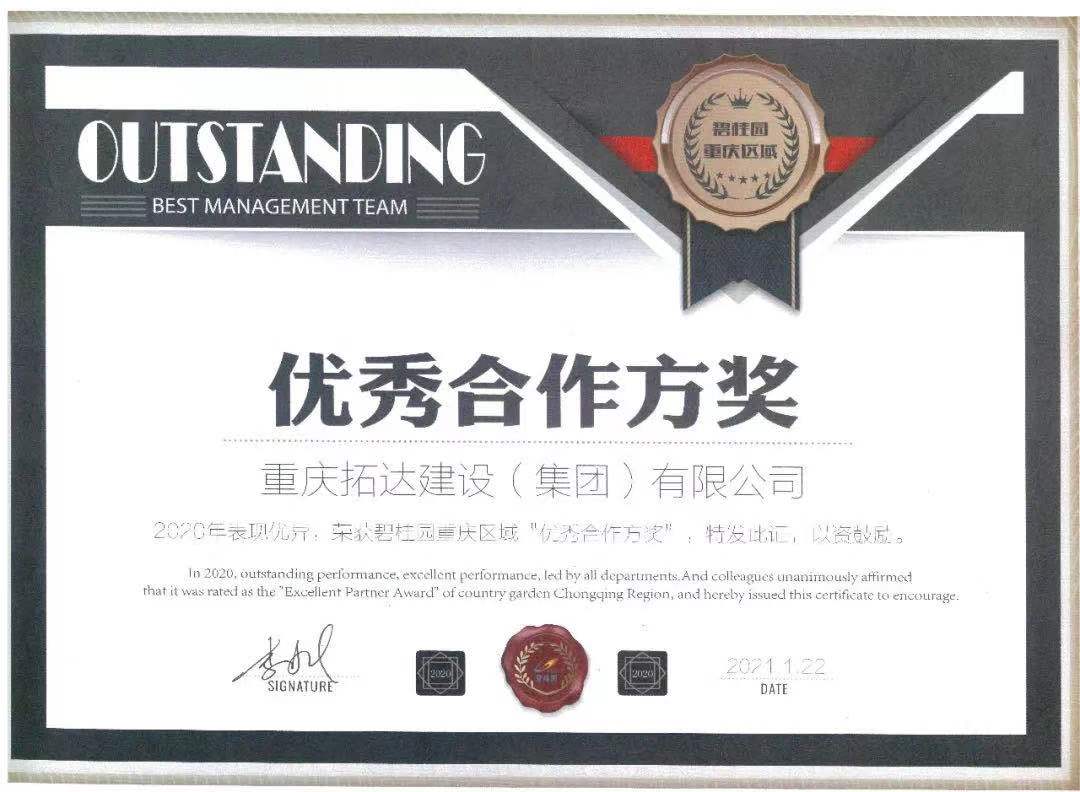 OUTSTANDING
BEST MANAGEMENT TEAM
碧桂园
重庆区域
优秀合作方奖
重庆拓达建设（集团）有限公司
2020年表现优异，荣获碧桂园重庆区域“优秀合作方奖”，特发此证，以资鼓励。
In 2020, outstanding performance, excellent performance, led by all departments.And colleagues unanimously affirmed
that it was rated as the "Excellent Partner Award" of country garden Chongqing Region, and hereby issued this certificate to encourage.
SIGNATURE
2020
2020
2021.1.22
DATE